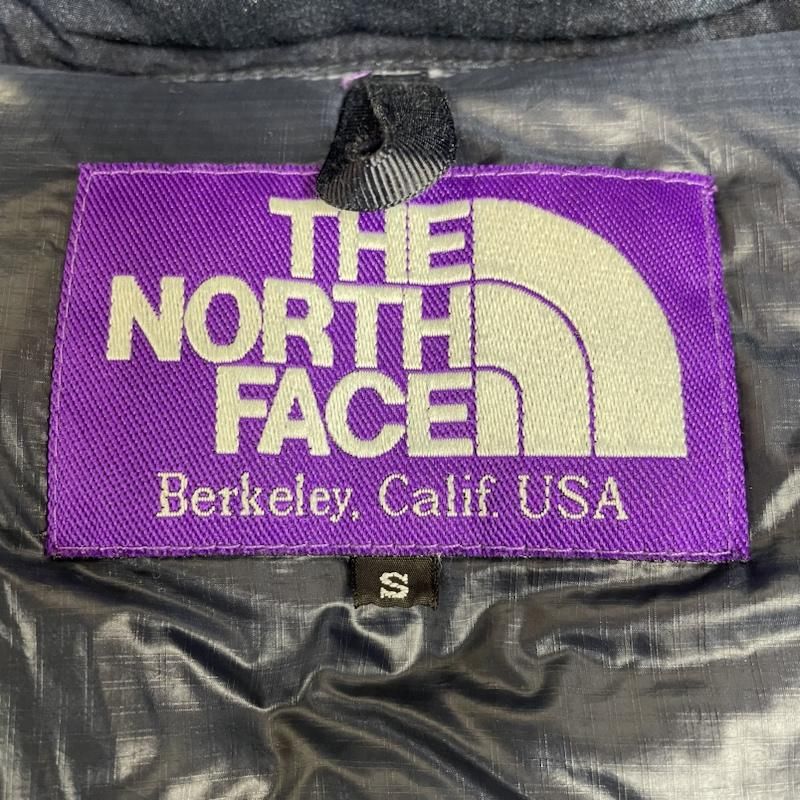 THE
NORTH
FACE
Berkeley, Calif. USA
S